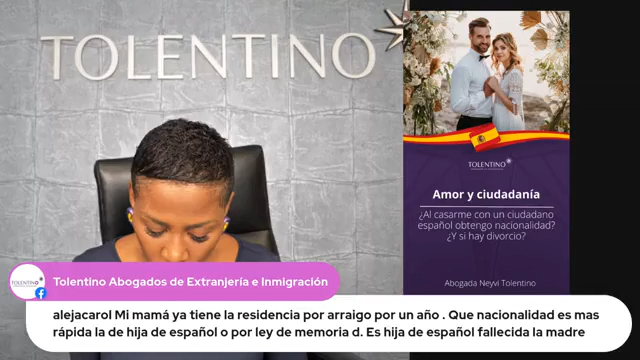 TOLENTINO
TOLENTINO
Amor y ciudadanía
¿Al casarme con un ciudadano
español obtengo nacionalidad?
¿Y si hay divorcio?
Abogada Neyvi Tolentino
TOLENTINO
Tolentino Abogados de Extranjería e Inmigración
alejacarol Mi mamá ya tiene la residencia por arraigo por un año . Que nacionalidad es mas
rápida la de hija de español o por ley de memoria d. Es hija de español fallecida la madre